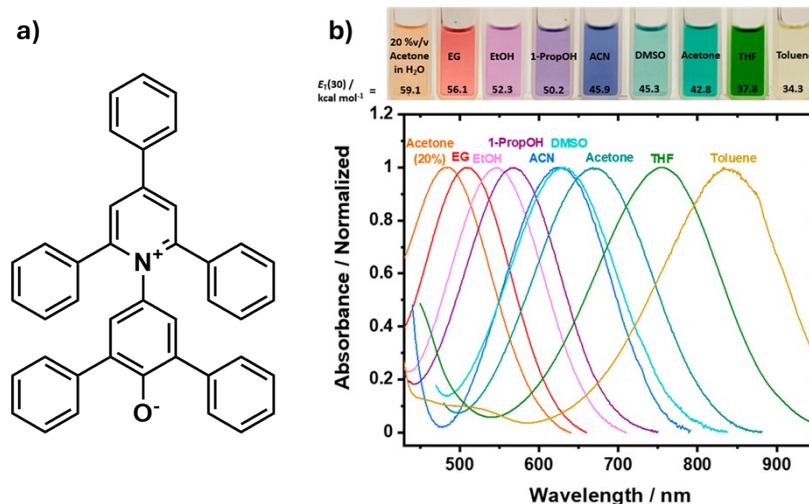 a)
N+
O-
b)
20 %v/v
Acetone
in H₂O
EG
EtOH
1-PropOH
ACN
DMSO
Acetone
THF
Toluene
E_T(30) /
kcal mol⁻¹ =
59.1
56.1
52.3
50.2
45.9
45.3
42.8
37.8
34.3
Absorbance / Normalized
1.2
1
0.8
0.6
0.4
0.2
0
Acetone
(20%)
EG
EtOH
1-PropOH
ACN
DMSO
Acetone
THF
Toluene
500
600
700
800
900
Wavelength / nm